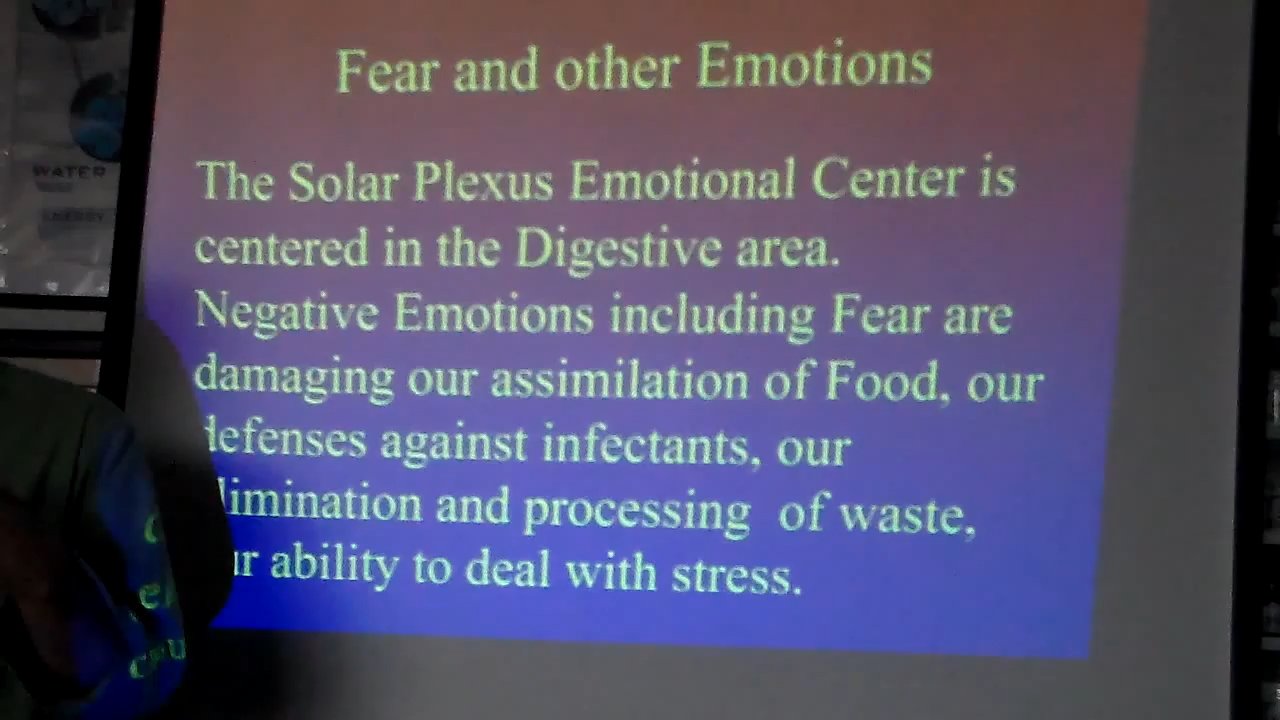 Fear and other Emotions
The Solar Plexus Emotional Center is
centered in the Digestive area.
Negative Emotions including Fear are
damaging our assimilation of Food, our
defenses against infectants, our
limination and processing of waste,
ur ability to deal with stress.
WATER
ENERGY